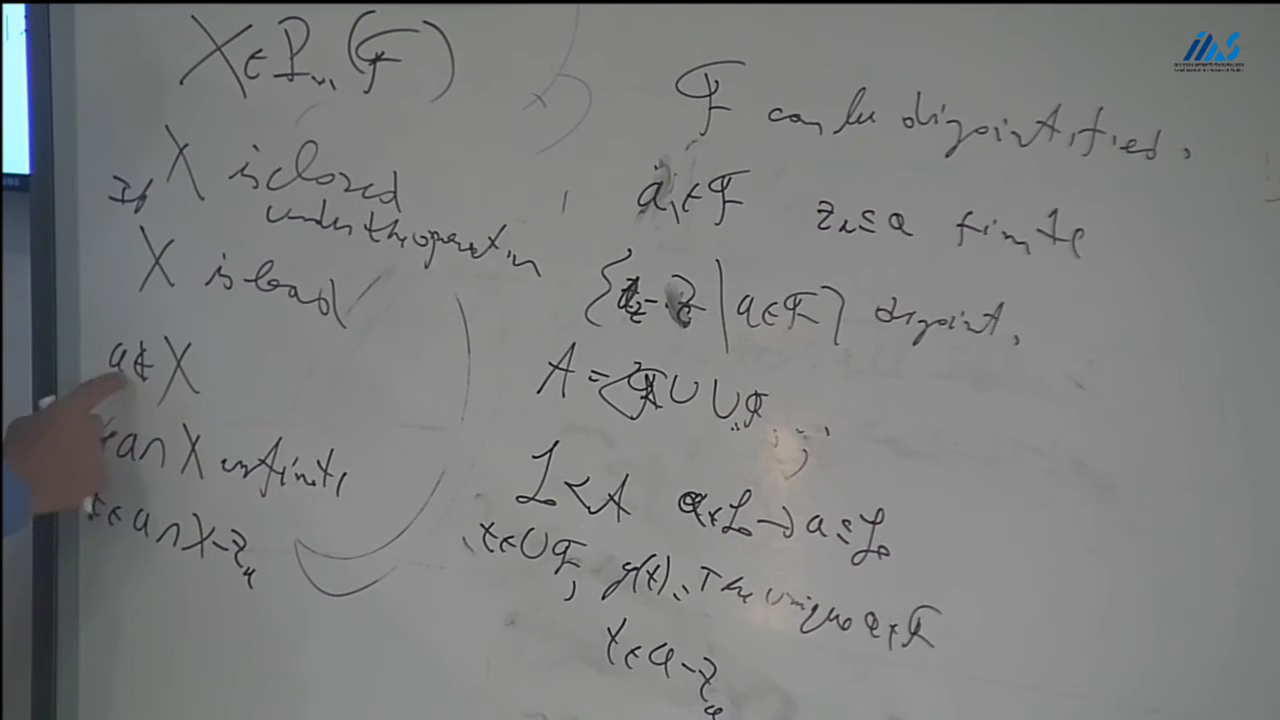 X ∈ P_ω₁(F)
X is closed
under the operation
If
X is bad
a ∉ X
a ∩ X infinite
x ∈ a ∩ X - z_a
F can be disjointified.
a ∈ F z_a ⊆ a finite
{a - z_a | a ∈ F} disjoint.
A = F ∪ ∪F
a ∈ → a ⊆
x ∈ ∪F, g(x) = The unique a ∈ F
x ∈ a - z_a